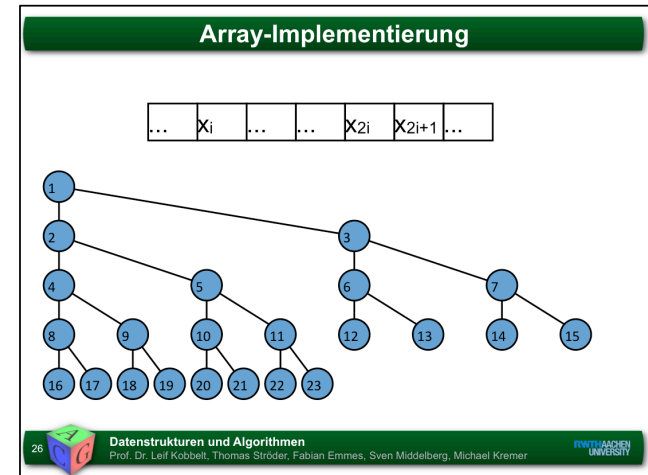 Array-Implementierung
... xi ... ... x2i x2i+1 ...
1
2 3
4 5 6 7
8 9 10 11 12 13 14 15
16 17 18 19 20 21 22 23
26
A C G
Datenstrukturen und Algorithmen
Prof. Dr. Leif Kobbelt, Thomas Ströder, Fabian Emmes, Sven Middelberg, Michael Kremer
RWTHAACHEN
UNIVERSITY